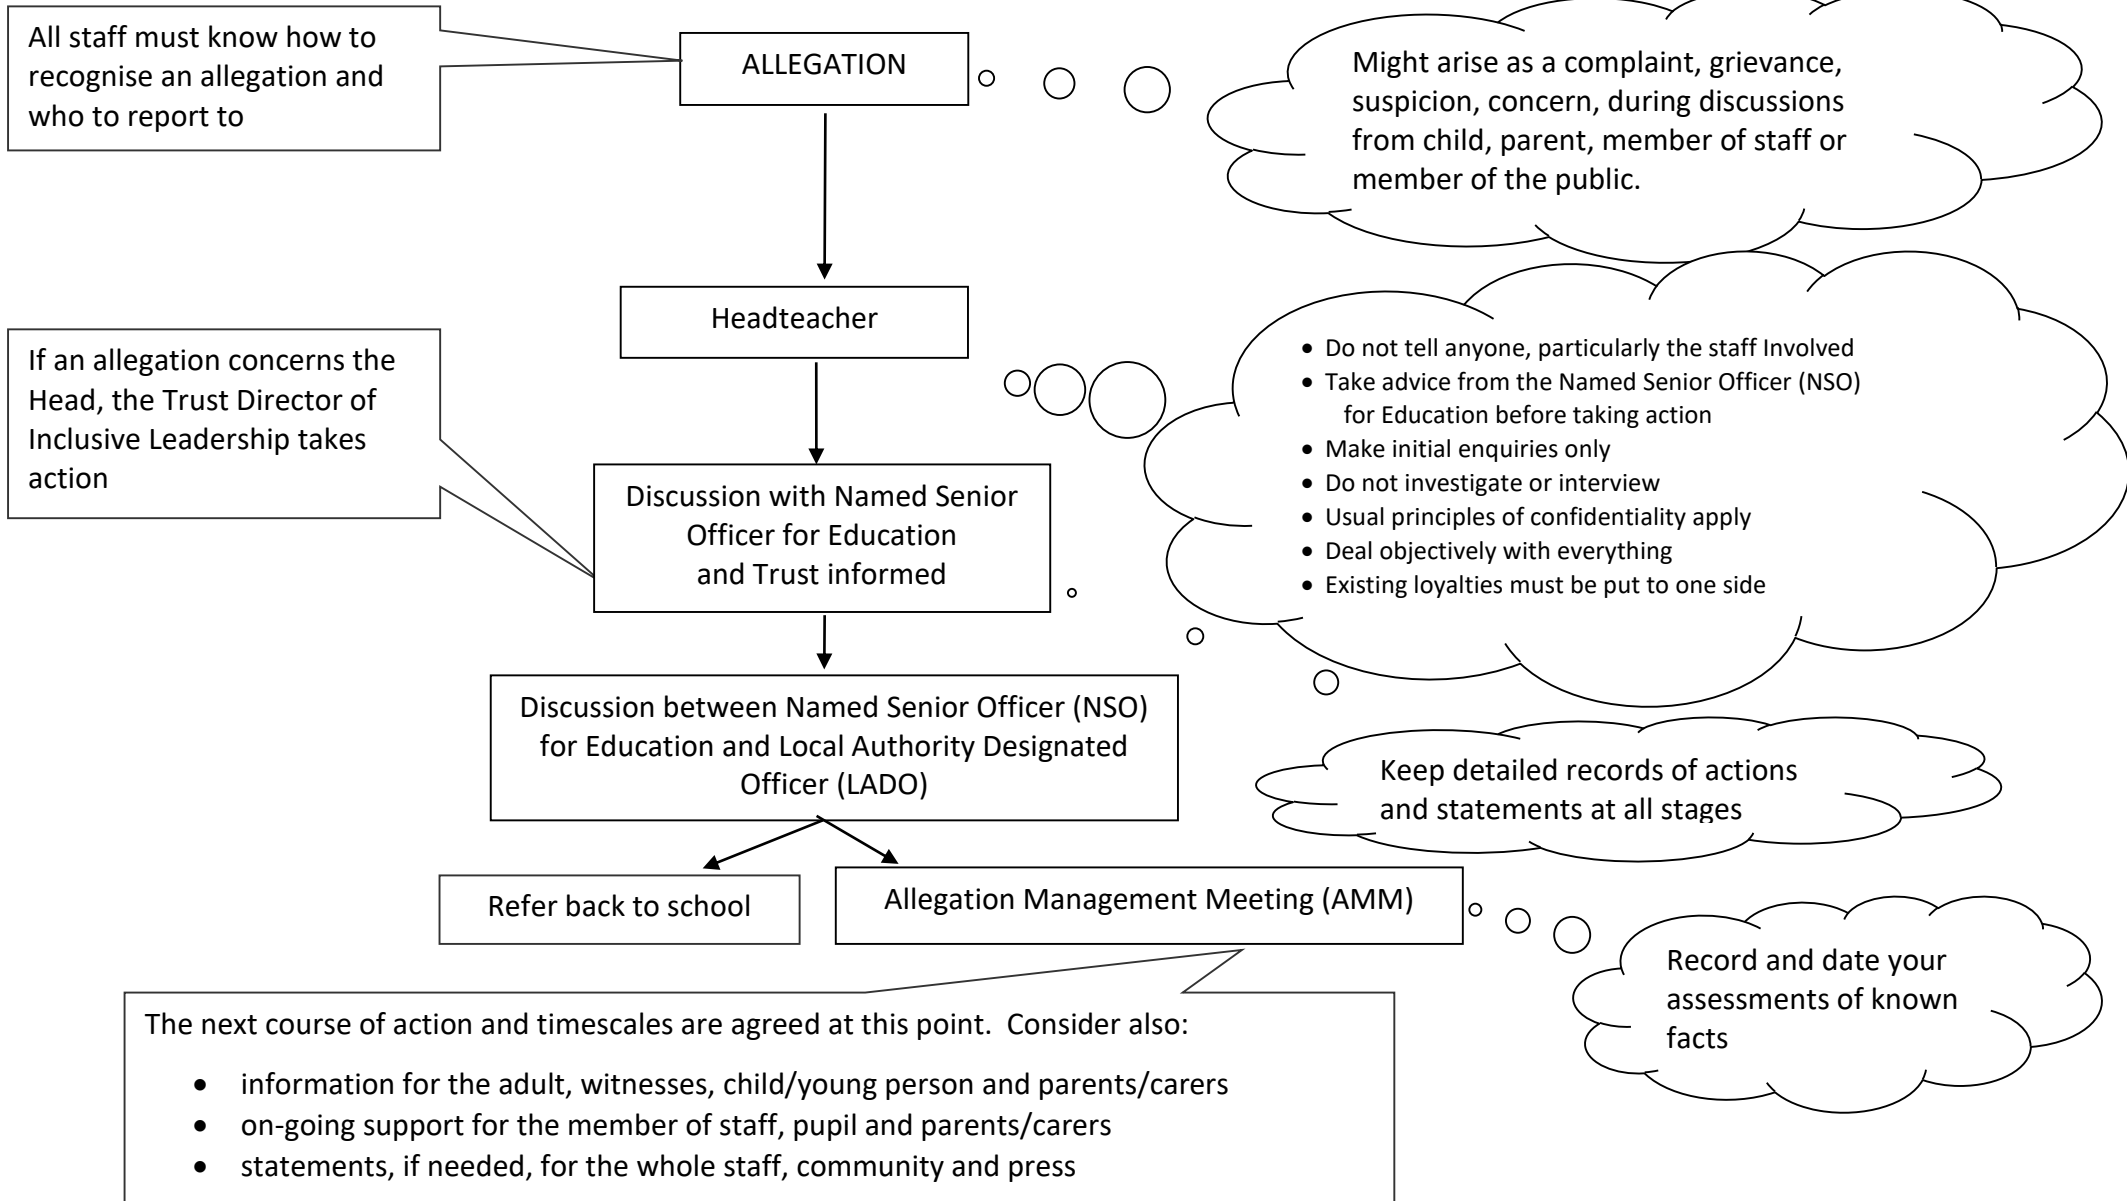 All staff must know how to
recognise an allegation and
who to report to
ALLEGATION
Might arise as a complaint, grievance,
suspicion, concern, during discussions
from child, parent, member of staff or
member of the public.
Headteacher
If an allegation concerns the
Head, the Trust Director of
Inclusive Leadership takes
action
• Do not tell anyone, particularly the staff Involved
• Take advice from the Named Senior Officer (NSO)
for Education before taking action
• Make initial enquiries only
• Do not investigate or interview
• Usual principles of confidentiality apply
• Deal objectively with everything
• Existing loyalties must be put to one side
Discussion with Named Senior
Officer for Education
and Trust informed
Discussion between Named Senior Officer (NSO)
for Education and Local Authority Designated
Officer (LADO)
Keep detailed records of actions
and statements at all stages
Refer back to school
Allegation Management Meeting (AMM)
Record and date your
assessments of known
facts
The next course of action and timescales are agreed at this point.  Consider also:
• information for the adult, witnesses, child/young person and parents/carers
• on-going support for the member of staff, pupil and parents/carers
• statements, if needed, for the whole staff, community and press